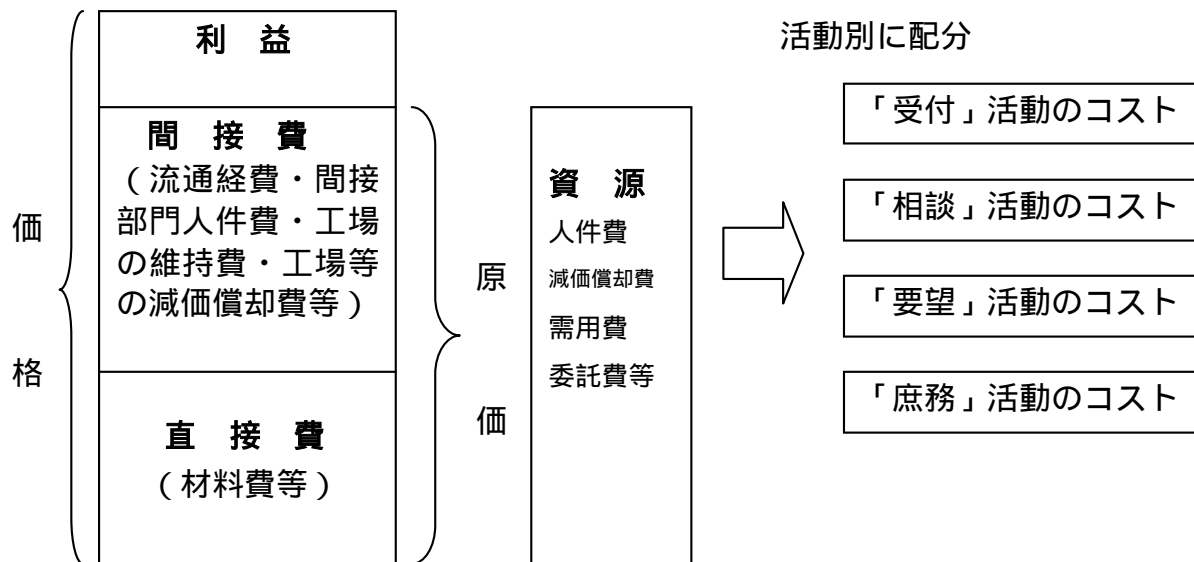 利 益
間 接 費
(流通経費・間接
部門人件費・工場
の維持費・工場等
の減価償却費等)
直 接 費
(材料費等)
価
格
原
価
資 源
人件費
減価償却費
需用費
委託費等
活動別に配分
「受付」活動のコスト
「相談」活動のコスト
「要望」活動のコスト
「庶務」活動のコスト